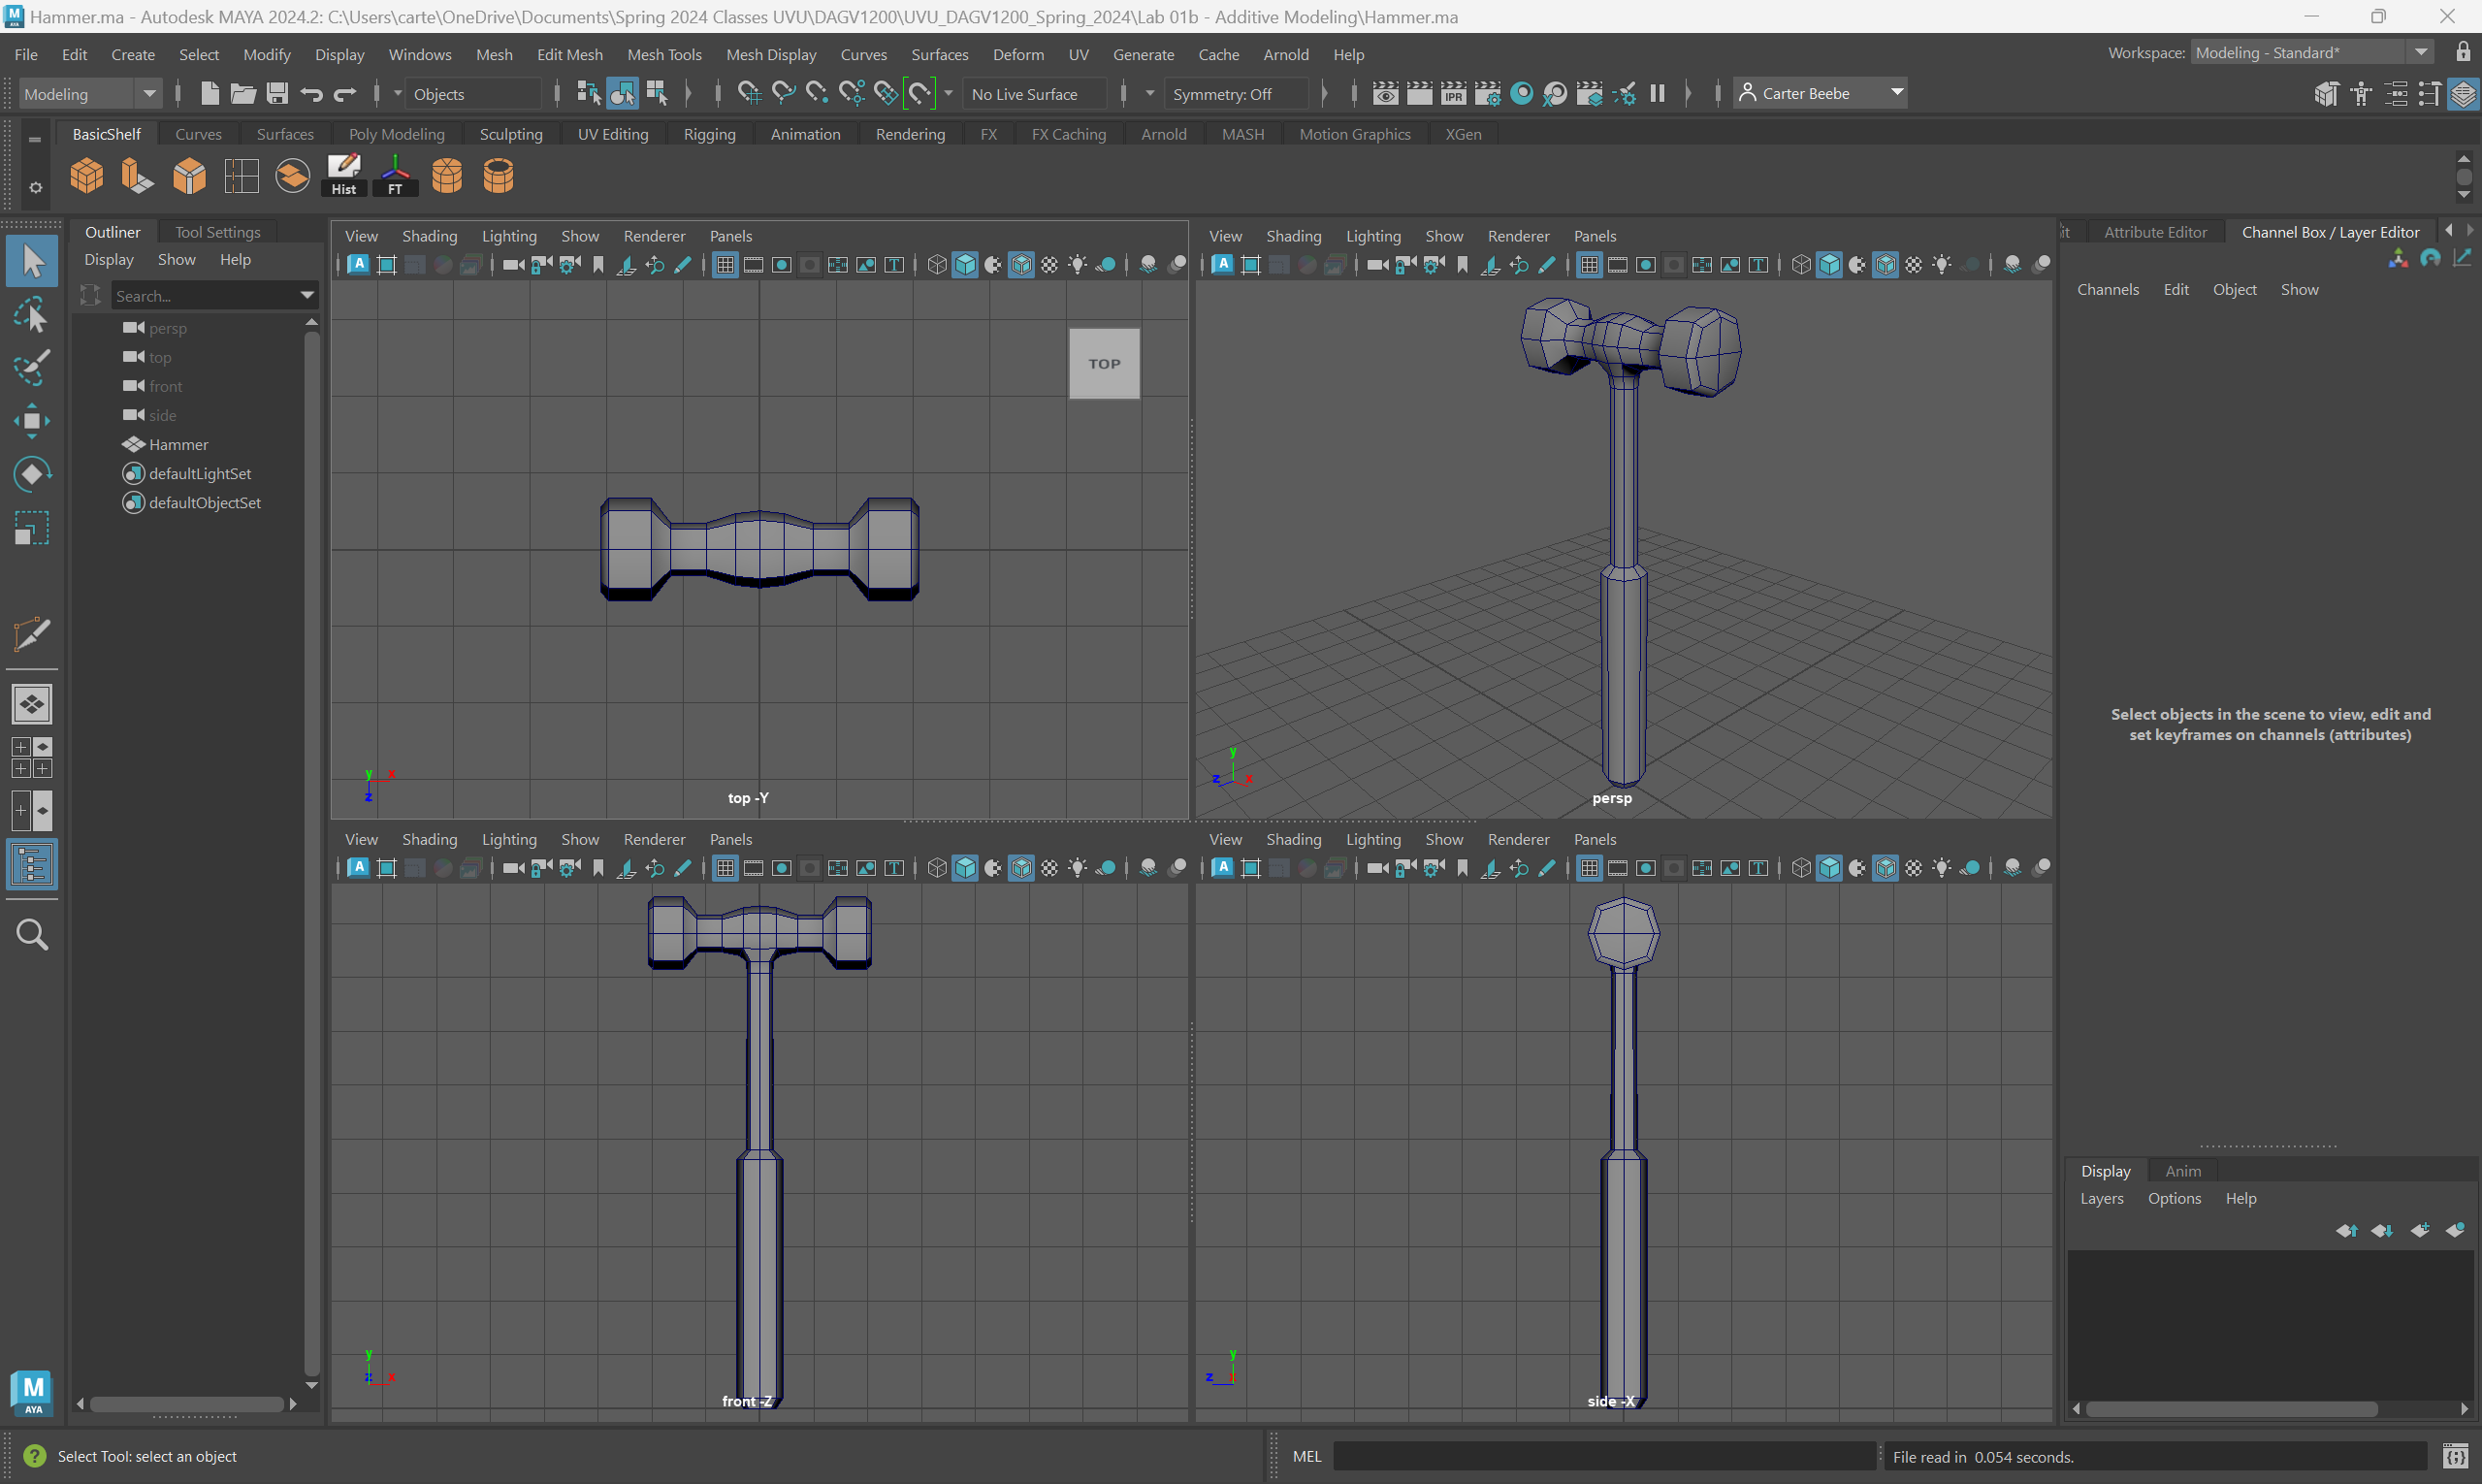 Hammer.ma - Autodesk MAYA 2024.2: C:\Users\carte\OneDrive\Documents\Spring 2024 Classes UVU\DAGV1200\UVU_DAGV1200_Spring_2024\Lab 01b - Additive Modeling\Hammer.ma
File Edit Create Select Modify Display Windows Mesh Edit Mesh Mesh Tools Mesh Display Curves Surfaces Deform UV Generate Cache Arnold Help Workspace: Modeling - Standard*
Modeling Objects No Live Surface Symmetry: Off IPR Carter Beebe
BasicShelf Curves Surfaces Poly Modeling Sculpting UV Editing Rigging Animation Rendering FX FX Caching Arnold MASH Motion Graphics XGen
Hist FT
Outliner Tool Settings
Display Show Help
Search...
persp
top
front
side
Hammer
defaultLightSet
defaultObjectSet
View Shading Lighting Show Renderer Panels
TOP
y x
z
top -Y
View Shading Lighting Show Renderer Panels
y
z x
persp
View Shading Lighting Show Renderer Panels
y
z x
front -Z
View Shading Lighting Show Renderer Panels
y
z x
side -X
it Attribute Editor Channel Box / Layer Editor
Channels Edit Object Show
Select objects in the scene to view, edit and
set keyframes on channels (attributes)
Display Anim
Layers Options Help
M
AYA
Select Tool: select an object
MEL
File read in 0.054 seconds.